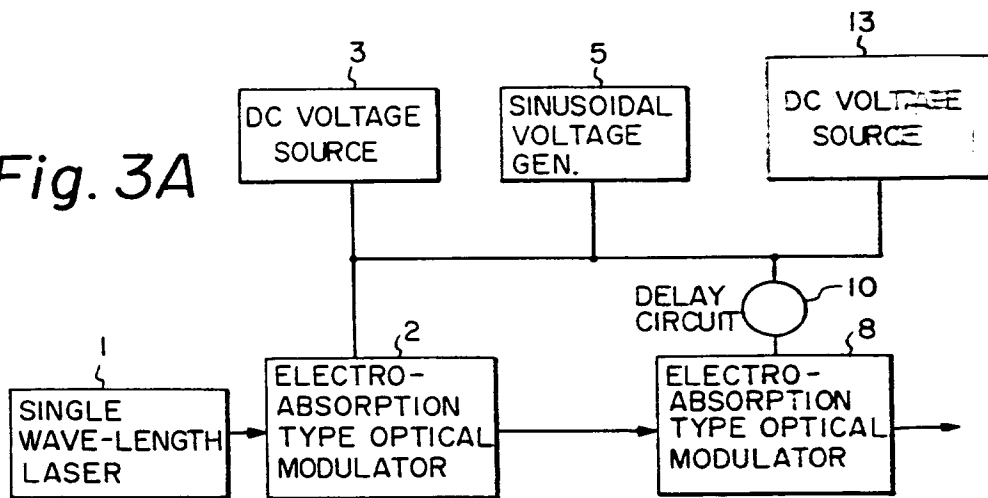 Fig. 3A
3
DC VOLTAGE
SOURCE
5
SINUSOIDAL
VOLTAGE
GEN.
13
DC VOLTAGE
SOURCE
DELAY
CIRCUIT
10
1
SINGLE
WAVE-LENGTH
LASER
2
ELECTRO-
ABSORPTION
TYPE OPTICAL
MODULATOR
8
ELECTRO-
ABSORPTION
TYPE OPTICAL
MODULATOR